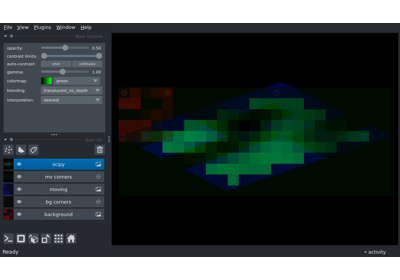 File View Plugins Window Help
opacity: 0.50
contrast limits:
auto-contrast: once continuous
gamma: 1.00
colormap: green
blending: translucent_no_depth
interpolation: nearest
scipy
mv corners
moving
bg corners
background
Ready
activity